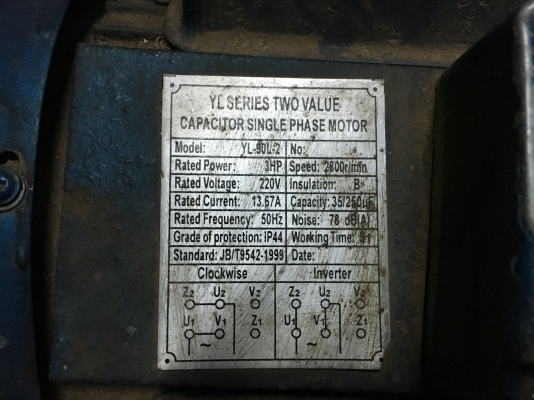 YL SERIES TWO VALUE
CAPACITOR SINGLE PHASE MOTOR
Model: YL-90L-2 No:
Rated Power: 3HP Speed: 2800r/min
Rated Voltage: 220V Insulation: B
Rated Current: 13.67A Capacity: 35/250uF
Rated Frequency: 50Hz Noise: 78 dB(A)
Grade of protection: IP44 Working Time: S1
Standard: JB/T9542-1999 Date:
Clockwise Inverter
Z2 U2 V2 Z2 U2 V2
U1 V1 Z1 U1 V1 Z1
~ ~